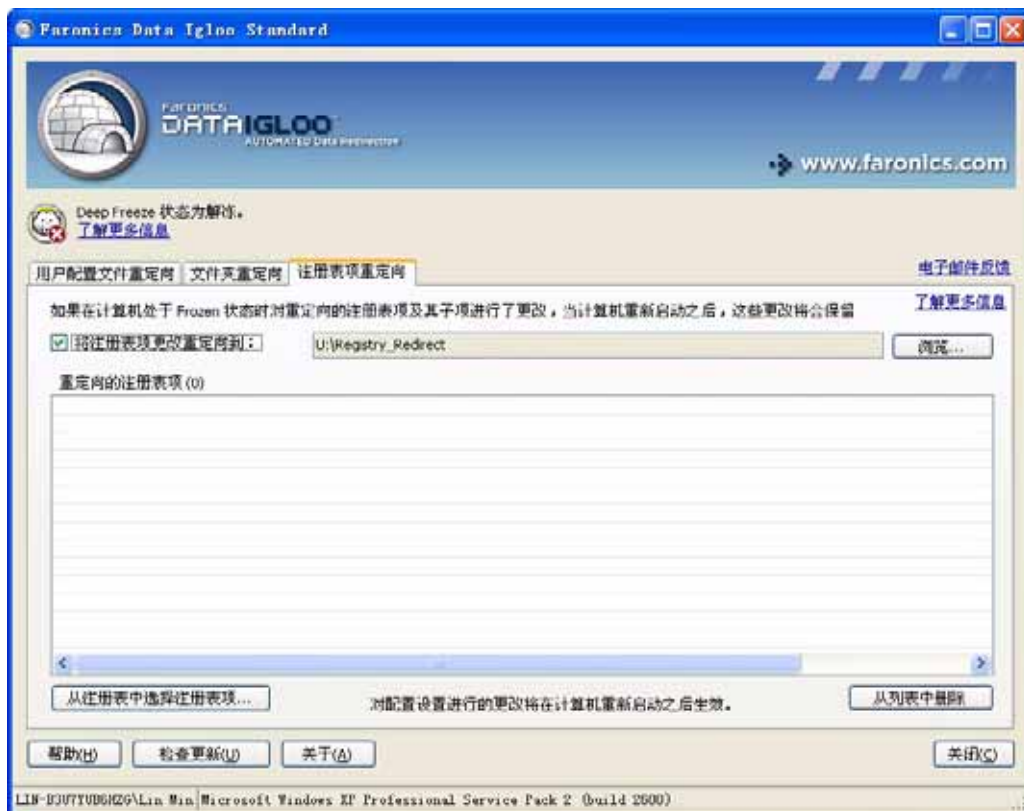 Faronics Data Igloo Standard
Faronics
DATA IGLOO
AUTOMATED Data Redirection
www.faronics.com
Deep Freeze 状态为解冻。
了解更多信息
用户配置文件重定向 文件夹重定向 注册表项重定向
电子邮件反馈
如果在计算机处于 Frozen 状态时对重定向的注册表项及其子项进行了更改，当计算机重新启动之后，这些更改将会保留
了解更多信息
将注册表项更改重定向到： U:\Registry_Redirect 浏览...
重定向的注册表项(0)
从注册表中选择注册表项... 对配置设置进行的更改将在计算机重新启动之后生效。 从列表中删除
帮助(H) 检查更新(U) 关于(A) 关闭(C)
LIN-B3U7YVB6HZG\Lin Min Microsoft Windows XP Professional Service Pack 2 (build 2600)